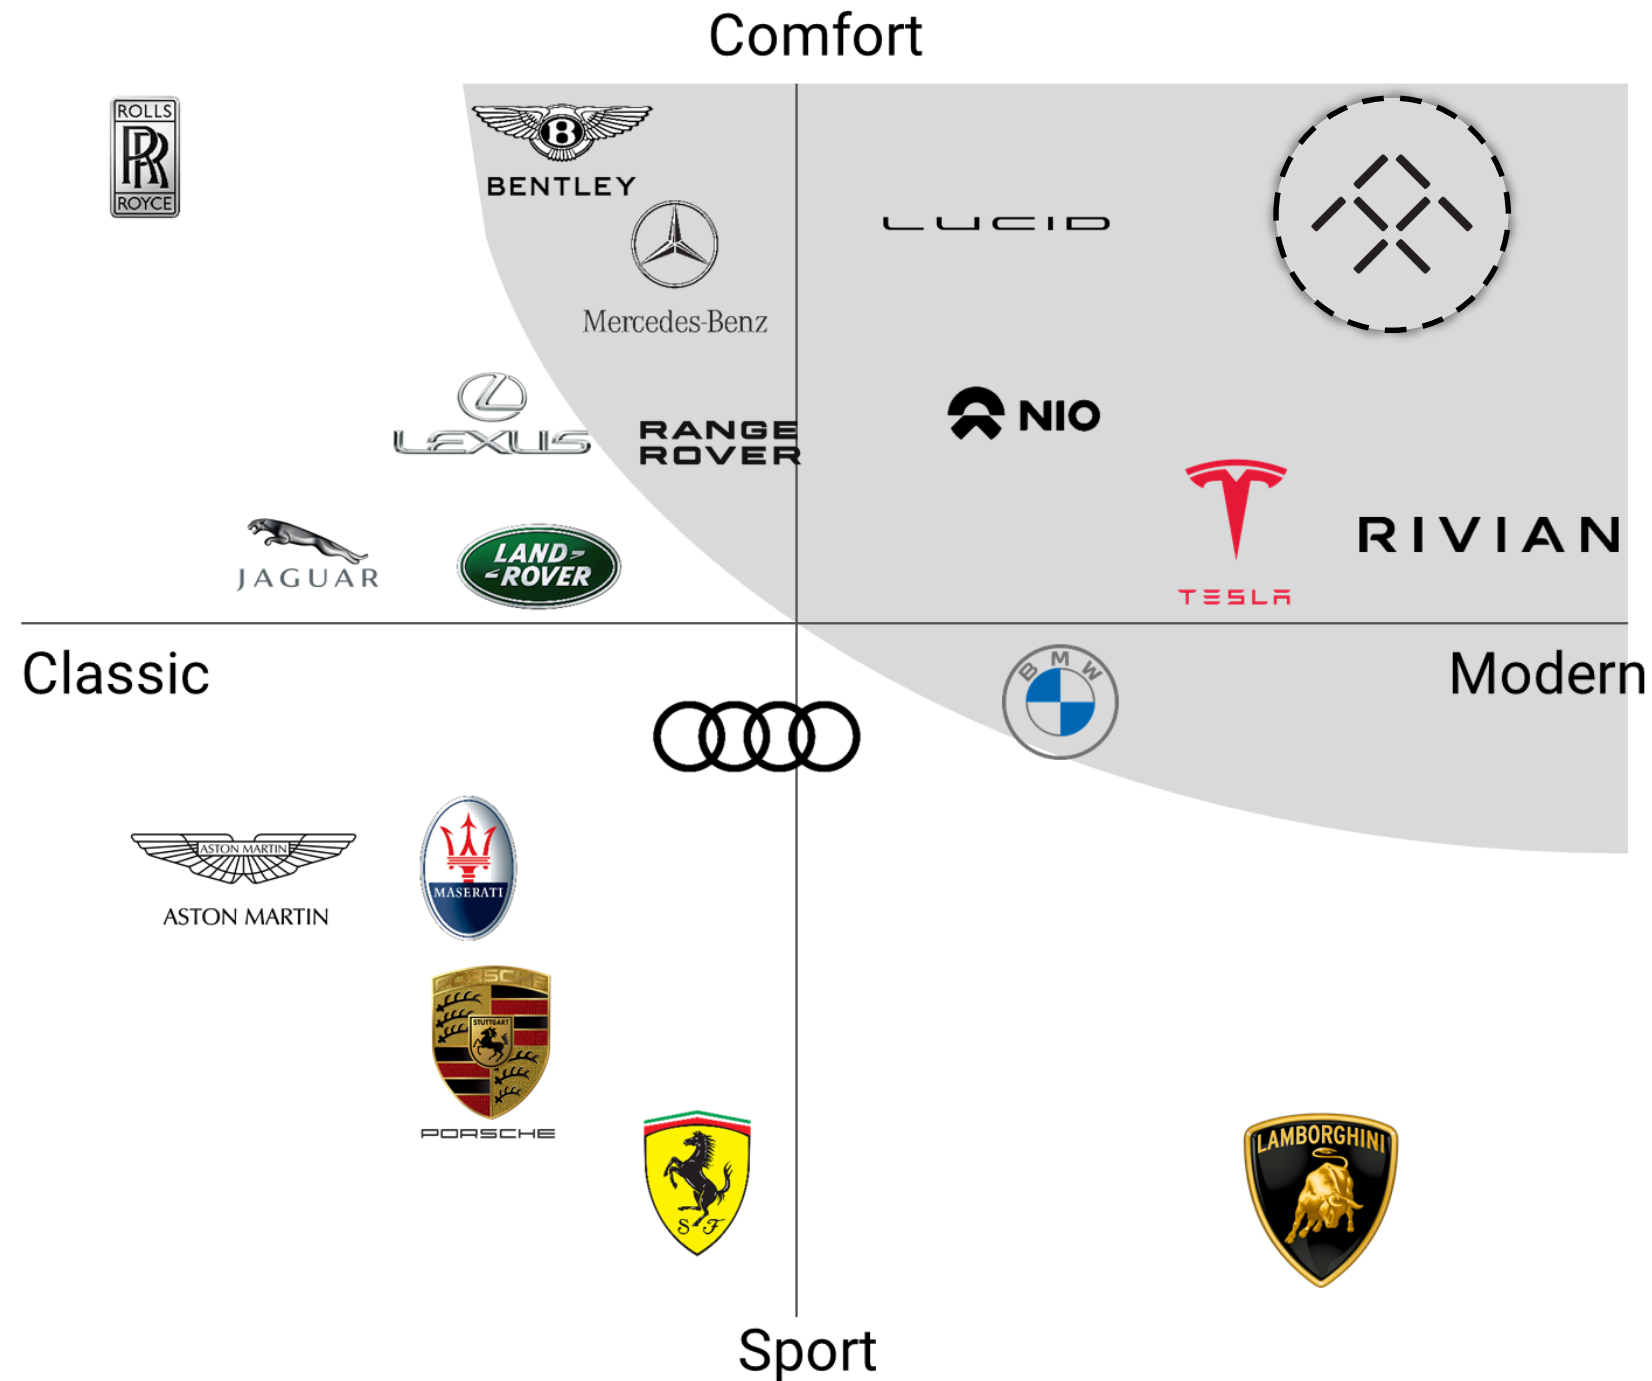 Comfort
ROLLS
RR
ROYCE
B
BENTLEY
LUCID
Mercedes-Benz
LEXUS
RANGE
ROVER
NIO
JAGUAR
LAND-
-ROVER
TESLA
RIVIAN
Classic
BMW
Modern
ASTON MARTIN
ASTON MARTIN
MASERATI
PORSCHE
STUTTGART
PORSCHE
S F
LAMBORGHINI
Sport